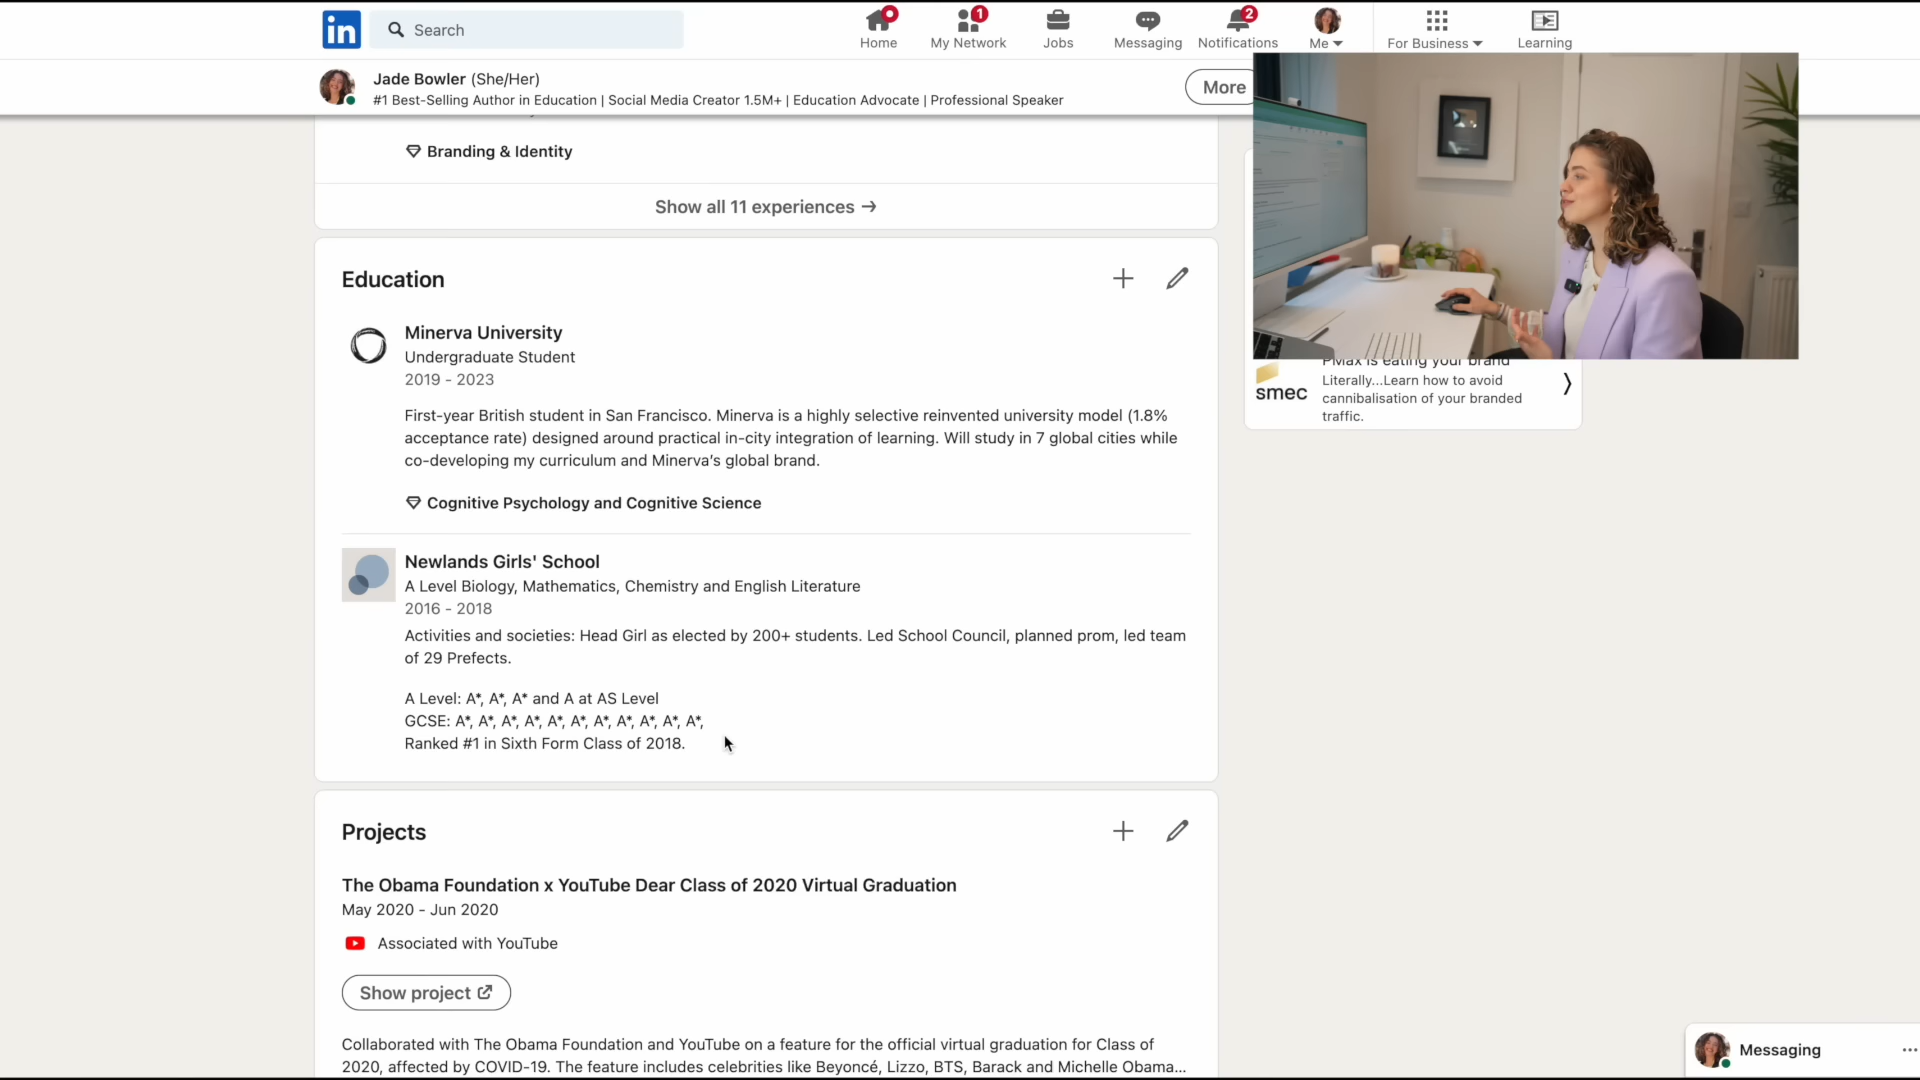 in
Search
Home
1
My Network
Jobs
Messaging
2
Notifications
Me
For Business
Learning
Jade Bowler (She/Her)
#1 Best-Selling Author in Education | Social Media Creator 1.5M+ | Education Advocate | Professional Speaker
More
Branding & Identity
Show all 11 experiences →
Education
Minerva University
Undergraduate Student
2019 - 2023
First-year British student in San Francisco. Minerva is a highly selective reinvented university model (1.8%
acceptance rate) designed around practical in-city integration of learning. Will study in 7 global cities while
co-developing my curriculum and Minerva's global brand.
Cognitive Psychology and Cognitive Science
Newlands Girls' School
A Level Biology, Mathematics, Chemistry and English Literature
2016 - 2018
Activities and societies: Head Girl as elected by 200+ students. Led School Council, planned prom, led team
of 29 Prefects.
A Level: A*, A*, A* and A at AS Level
GCSE: A*, A*, A*, A*, A*, A*, A*, A*, A*, A*, A*,
Ranked #1 in Sixth Form Class of 2018.
Projects
The Obama Foundation x YouTube Dear Class of 2020 Virtual Graduation
May 2020 - Jun 2020
Associated with YouTube
Show project
Collaborated with The Obama Foundation and YouTube on a feature for the official virtual graduation for Class of
2020, affected by COVID-19. The feature includes celebrities like Beyoncé, Lizzo, BTS, Barack and Michelle Obama...
PMax is eating your brand
smec
Literally...Learn how to avoid
cannibalisation of your branded
traffic.
Messaging